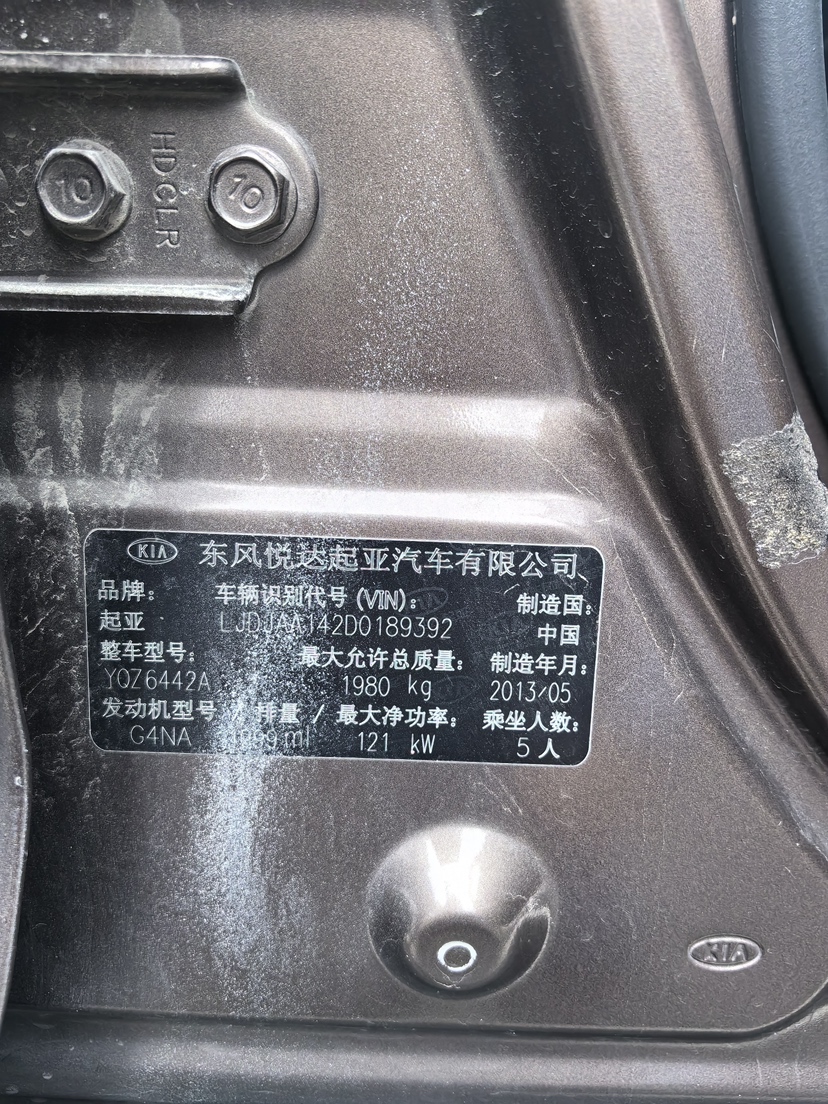 10
HDCLR
10
KIA 东风悦达起亚汽车有限公司
品牌: 车辆识别代号 (VIN): 制造国:
起亚 LJDJAA142D0189392 中国
整车型号: 最大允许总质量: 制造年月:
YQZ6442A 1980 kg 2013/05
发动机型号 / 排量 / 最大净功率: 乘坐人数:
G4NA ml 121 kW 5 人
KIA